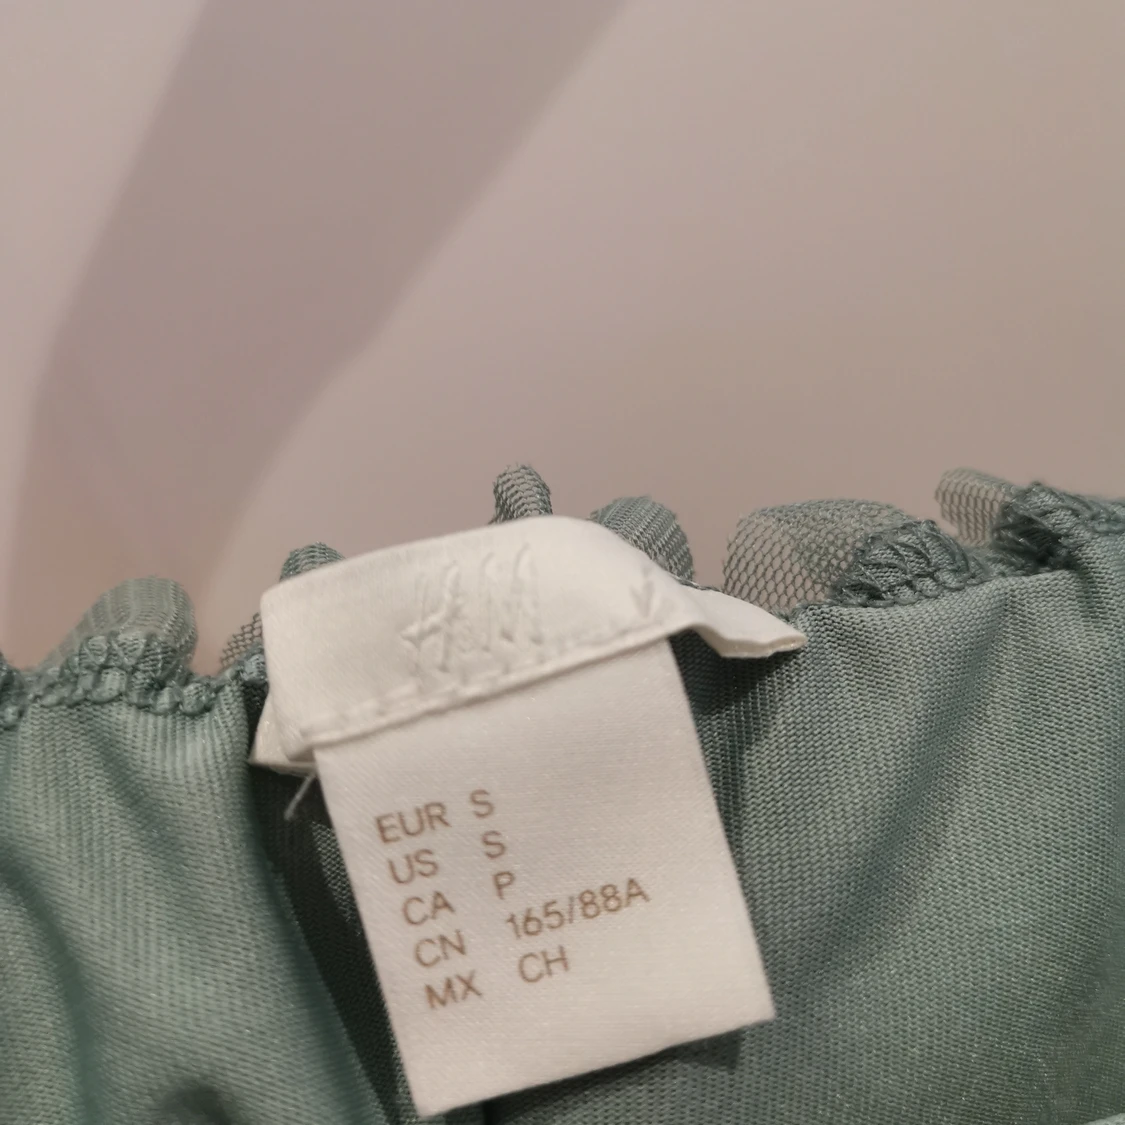 H&M
EUR S
US S
CA P
CN 165/88A
MX CH